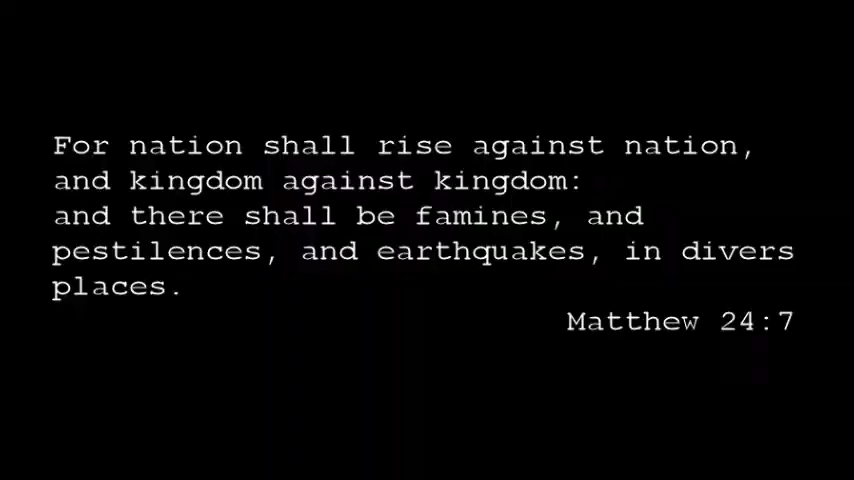 For nation shall rise against nation,
and kingdom against kingdom:
and there shall be famines, and
pestilences, and earthquakes, in divers
places.
Matthew 24:7